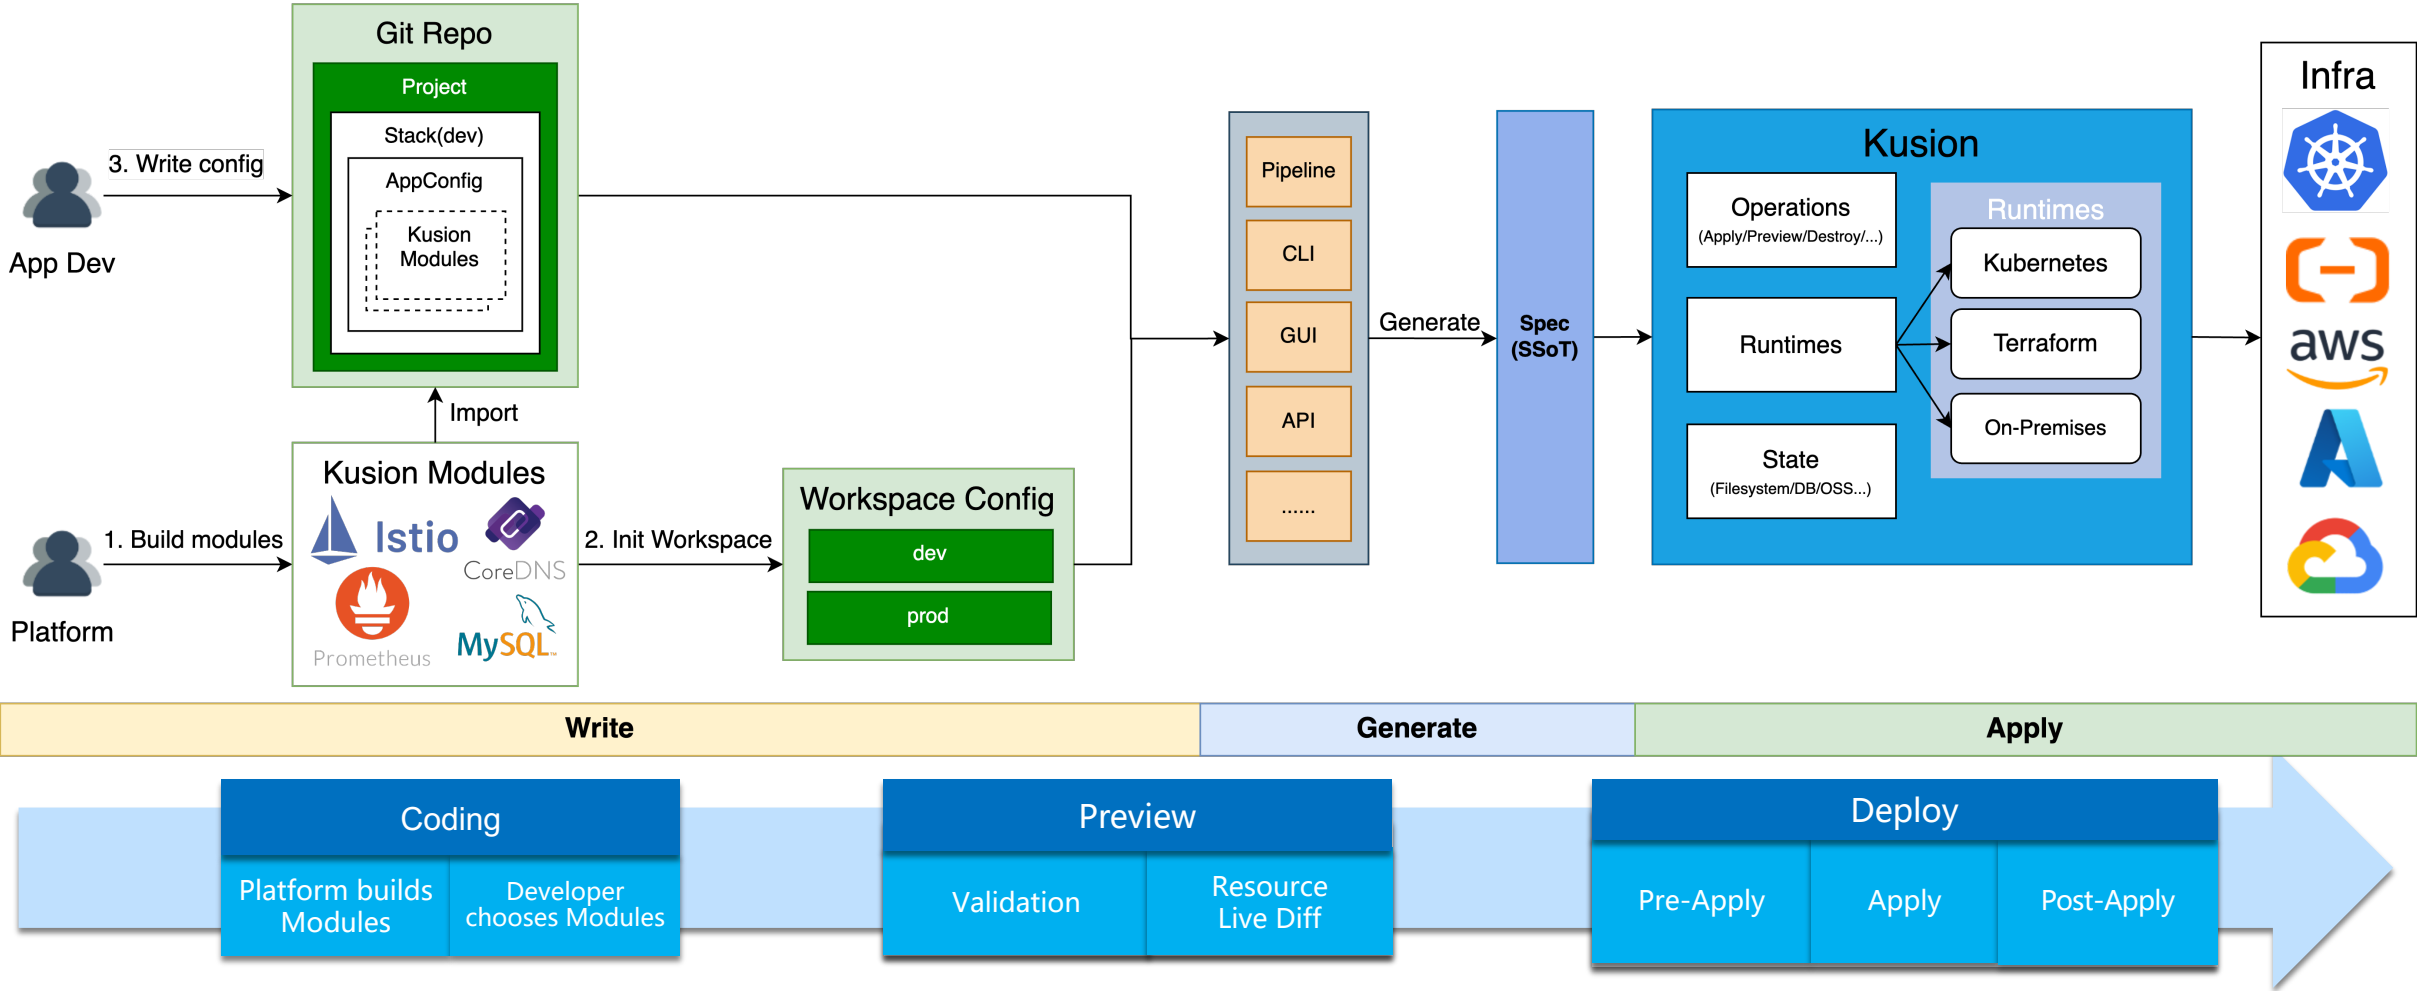 Git Repo
Project
Stack(dev)
AppConfig
Kusion
Modules
3. Write config
App Dev
Import
Kusion Modules
Istio
CoreDNS
Prometheus
MySQL™
1. Build modules
Platform
2. Init Workspace
Workspace Config
dev
prod
Pipeline
CLI
GUI
API
......
Generate
Spec
(SSoT)
Kusion
Operations
(Apply/Preview/Destroy/...)
Runtimes
State
(Filesystem/DB/OSS...)
Runtimes
Kubernetes
Terraform
On-Premises
Infra
aws
Write
Generate
Apply
Coding
Platform builds
Modules
Developer
chooses Modules
Preview
Validation
Resource
Live Diff
Deploy
Pre-Apply
Apply
Post-Apply